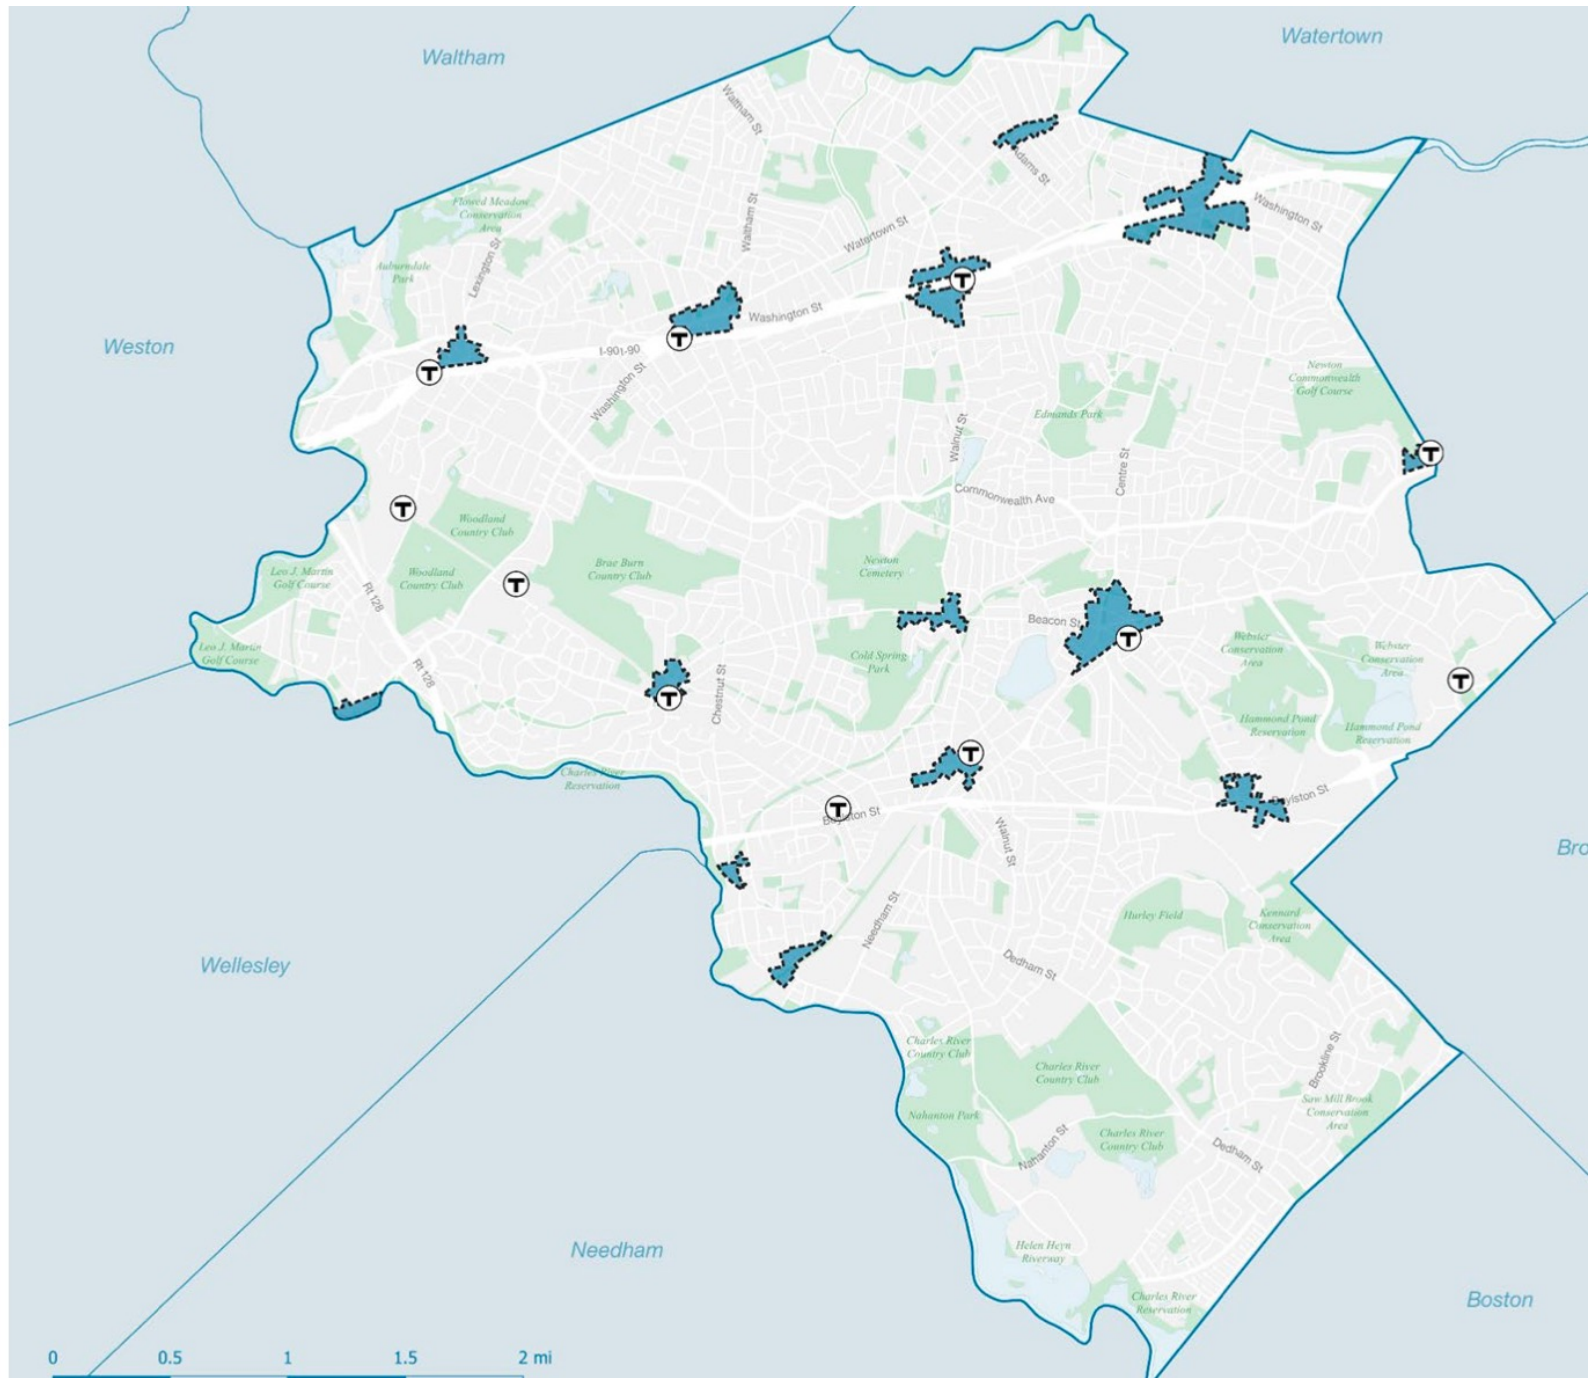 Waltham
Watertown
Waltham St
Adams St
Flowed Meadow
Conservation
Area
Waltham St
Washington St
Watertown St
Lexington St
Auburndale
Park
Weston
Washington St
I-90
I-90
Washington St
Newton
Commonwealth
Golf Course
Edmands Park
Walnut St
Centre St
T
T
T
T
T
Commonwealth Ave
Woodland
Country Club
Brae Burn
Country Club
Newton
Cemetery
Leo J. Martin
Golf Course
Woodland
Country Club
T
Rt 128
Beacon St
Leo J. Martin
Golf Course
Webster
Conservation
Area
Webster
Conservation
Area
Cold Spring
Park
T
T
Rt 128
Chestnut St
T
Hammond Pond
Reservation
Hammond Pond
Reservation
T
Charles River
Reservation
T
Boylston St
Boylston St
Walnut St
Bro
Needham St
Hurley Field
Kennard
Conservation
Area
Wellesley
Dedham St
Charles River
Country Club
Charles River
Country Club
Brookline St
Nahanton Park
Saw Mill Brook
Conservation
Area
Charles River
Country Club
Nahanton St
Dedham St
Needham
Helen Heyn
Riverway
Charles River
Reservation
Boston
0 0.5 1 1.5 2 mi